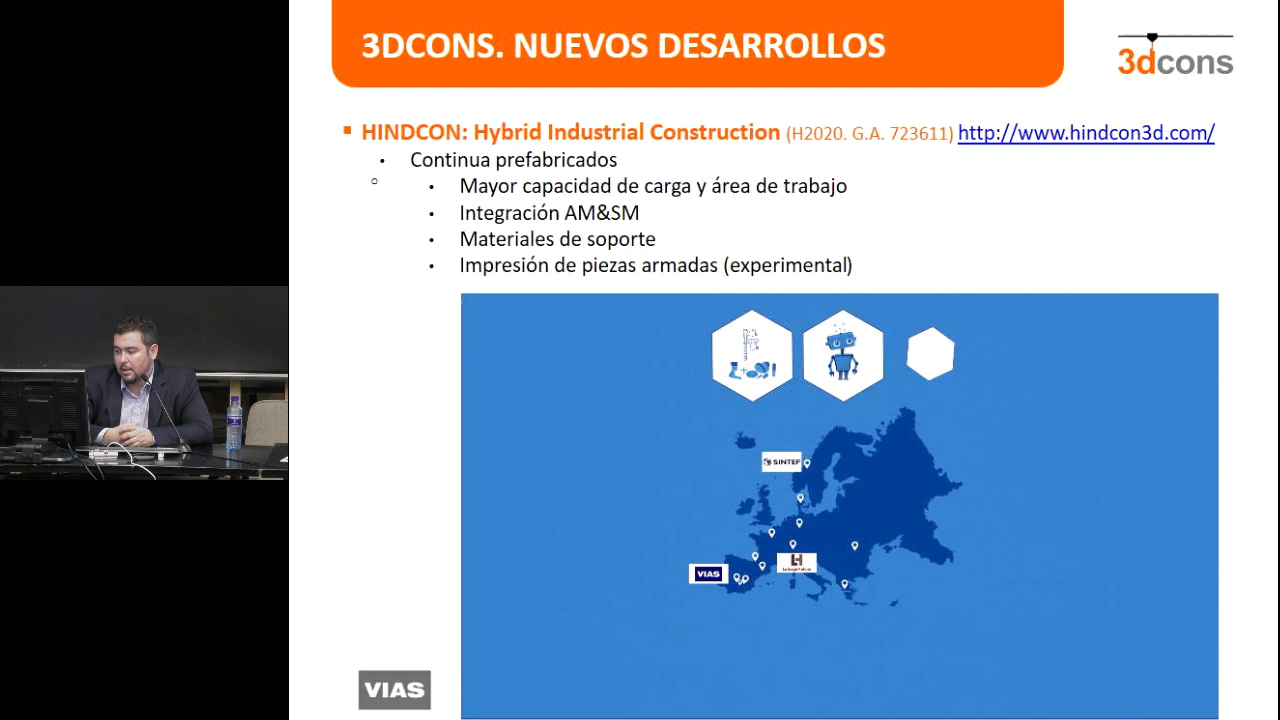 3DCONS. NUEVOS DESARROLLOS
3dcons
HINDCON: Hybrid Industrial Construction (H2020. G.A. 723611) http://www.hindcon3d.com/
Continua prefabricados
Mayor capacidad de carga y área de trabajo
Integración AM&SM
Materiales de soporte
Impresión de piezas armadas (experimental)
SINTEF
LH
VIAS
VIAS